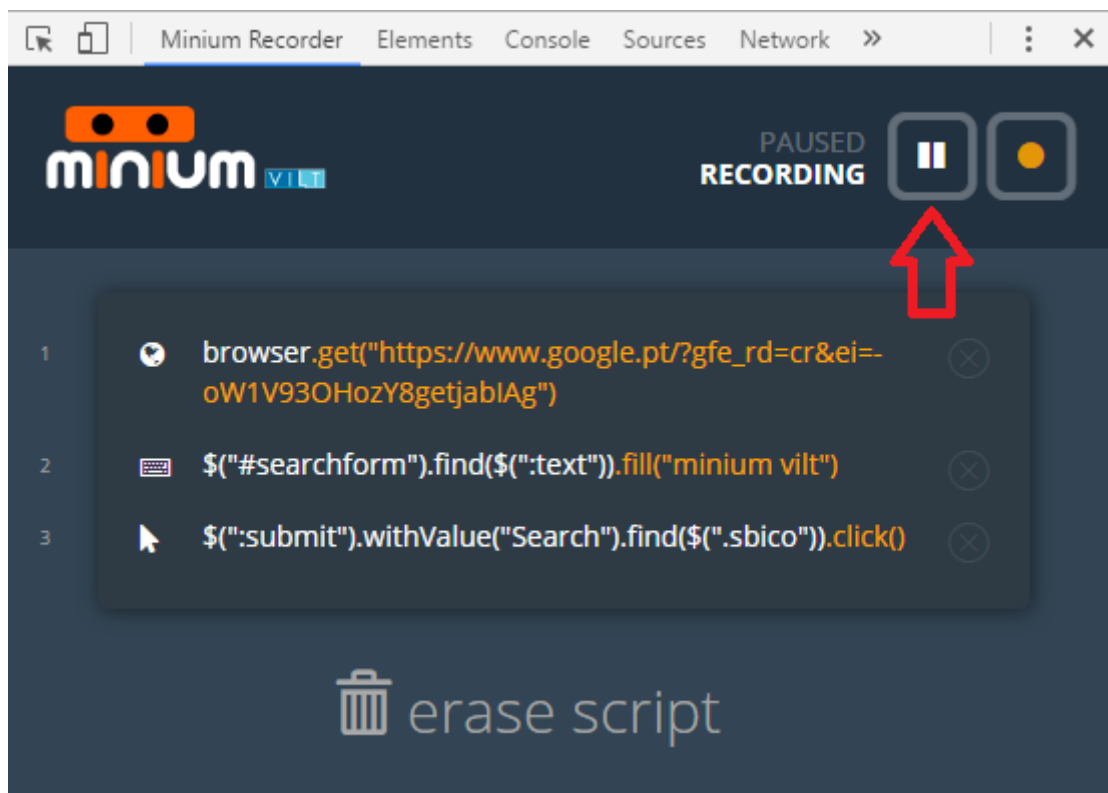 Minium Recorder Elements Console Sources Network »
minium VILT
PAUSED
RECORDING
1 browser.get("https://www.google.pt/?gfe_rd=cr&ei=-
oW1V93OHozY8getjabIAg")
2 $("#searchform").find($(":text")).fill("minium vilt")
3 $(":submit").withValue("Search").find($(".sbico")).click()
erase script